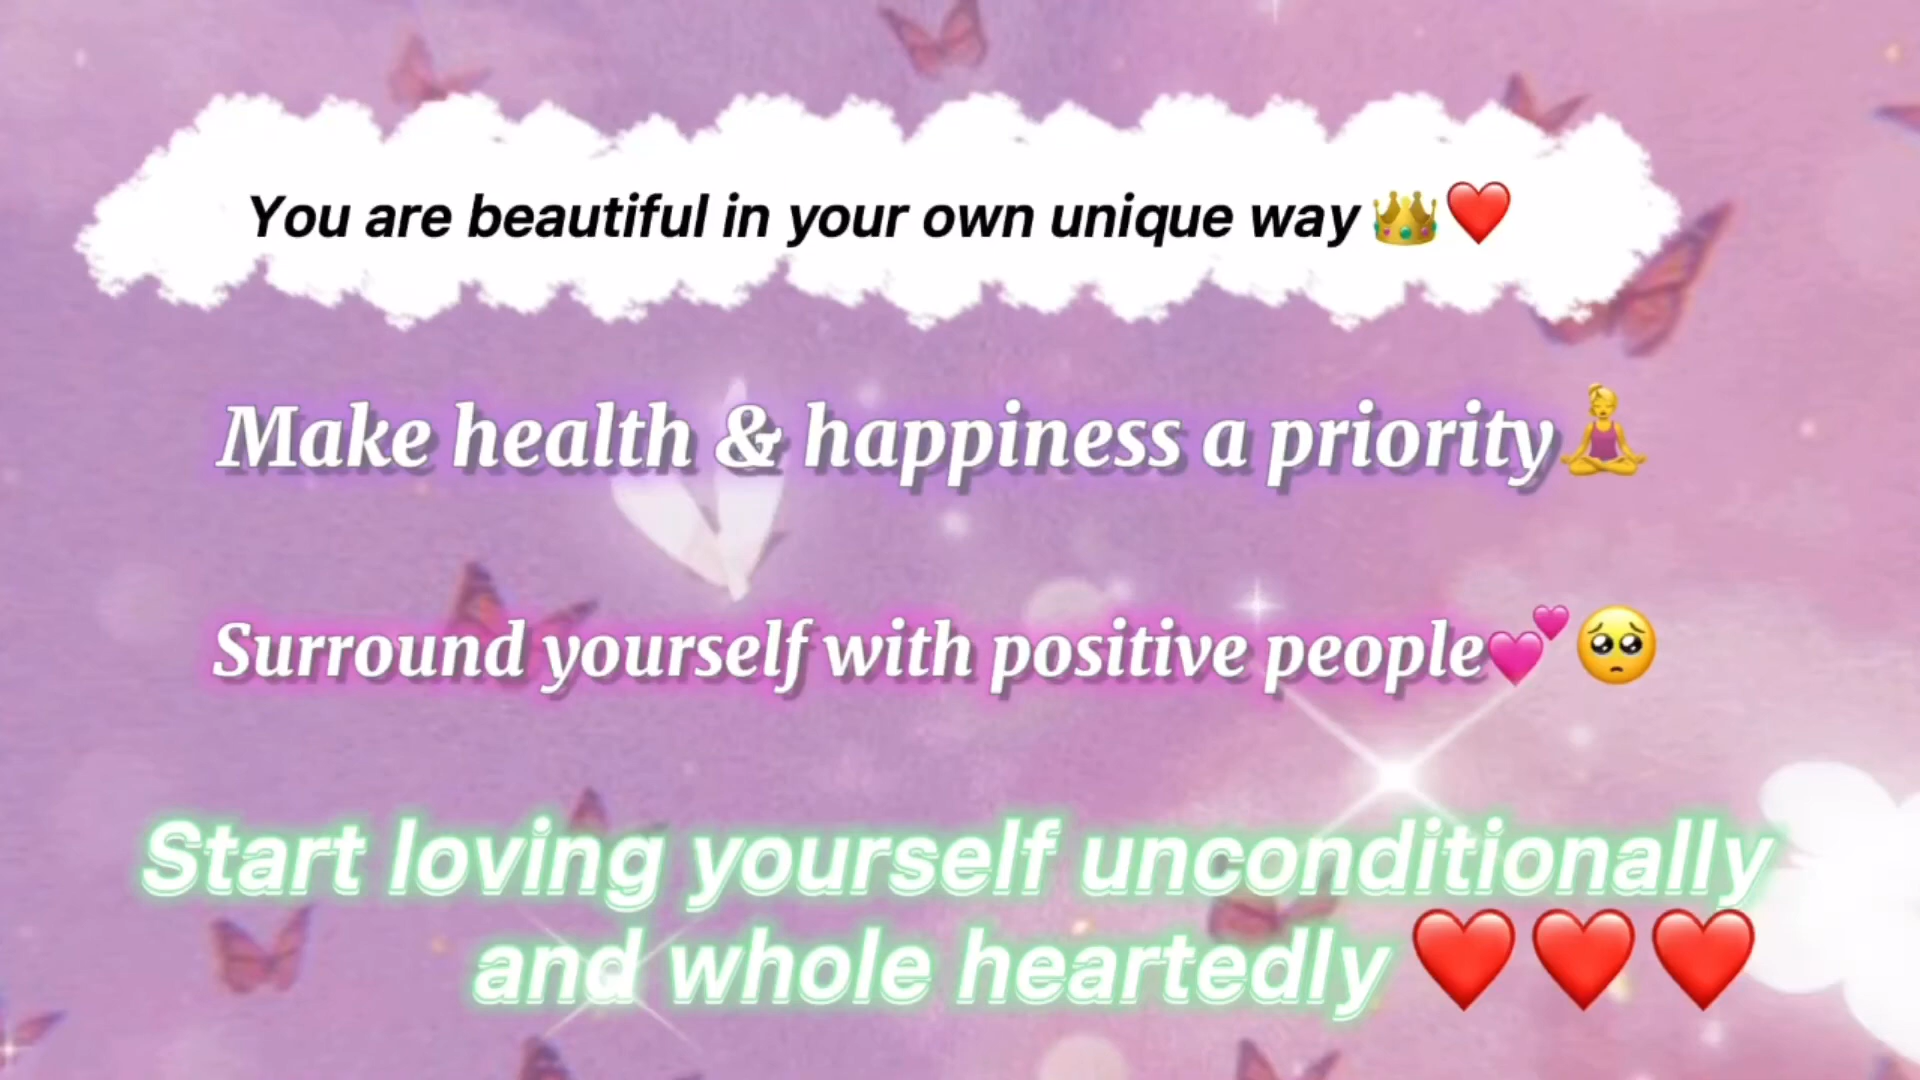 You are beautiful in your own unique way 👑❤️
Make health & happiness a priority🧘‍♀️
Surround yourself with positive people💕🥺
Start loving yourself unconditionally
and whole heartedly ❤️❤️❤️